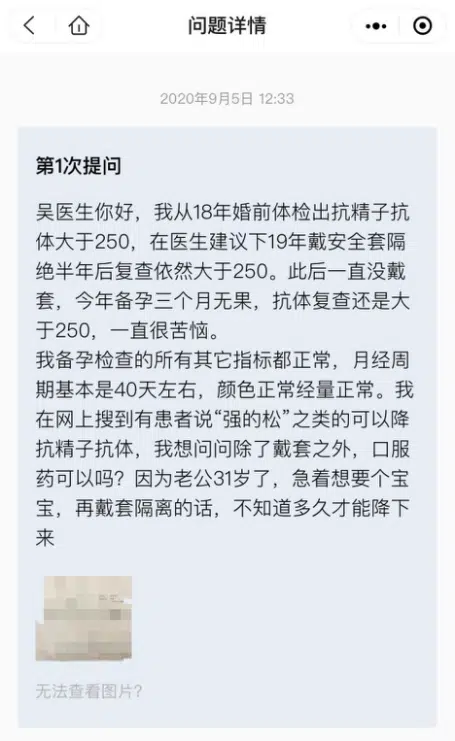 问题详情
2020年9月5日 12:33
第1次提问
吴医生你好，我从18年婚前体检出抗精子抗
体大于250，在医生建议下19年戴安全套隔
绝半年后复查依然大于250。此后一直没戴
套，今年备孕三个月无果，抗体复查还是大
于250，一直很苦恼。
我备孕检查的所有其它指标都正常，月经周
期基本是40天左右，颜色正常经量正常。我
在网上搜到有患者说“强的松”之类的可以降
抗精子抗体，我想问问除了戴套之外，口服
药可以吗？因为老公31岁了，急着想要个宝
宝，再戴套隔离的话，不知道多久才能降下
来
无法查看图片？